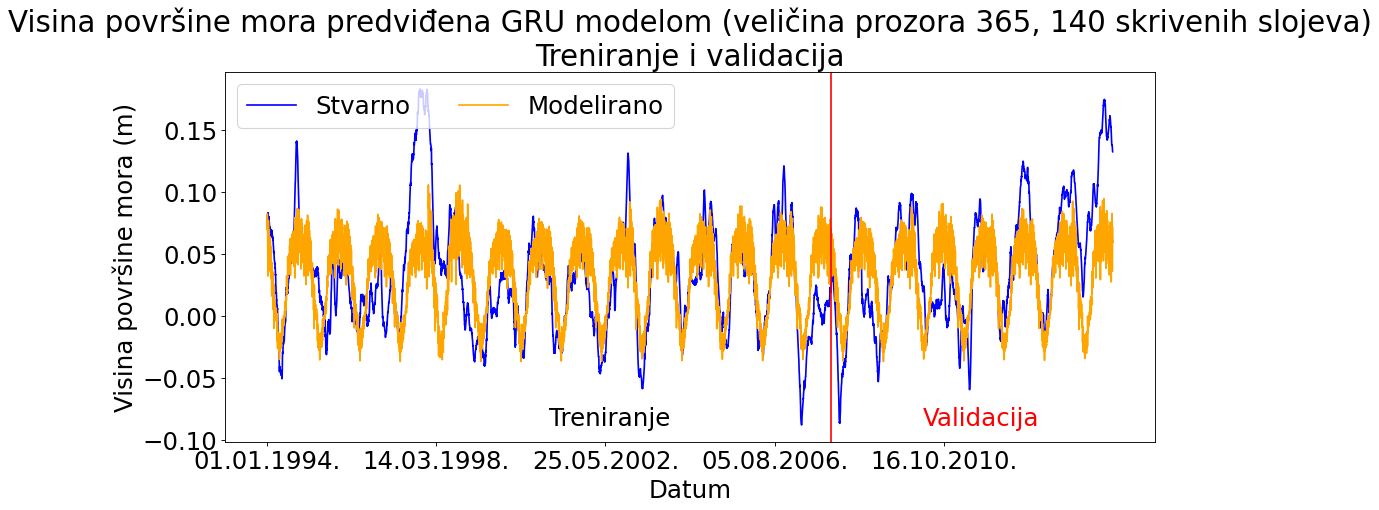 Visina površine mora predviđena GRU modelom (veličina prozora 365, 140 skrivenih slojeva)
Treniranje i validacija
Stvarno
Modelirano
Visina površine mora (m)
0.15
0.10
0.05
0.00
−0.05
−0.10
Treniranje
Validacija
01.01.1994.
14.03.1998.
25.05.2002.
05.08.2006.
16.10.2010.
Datum